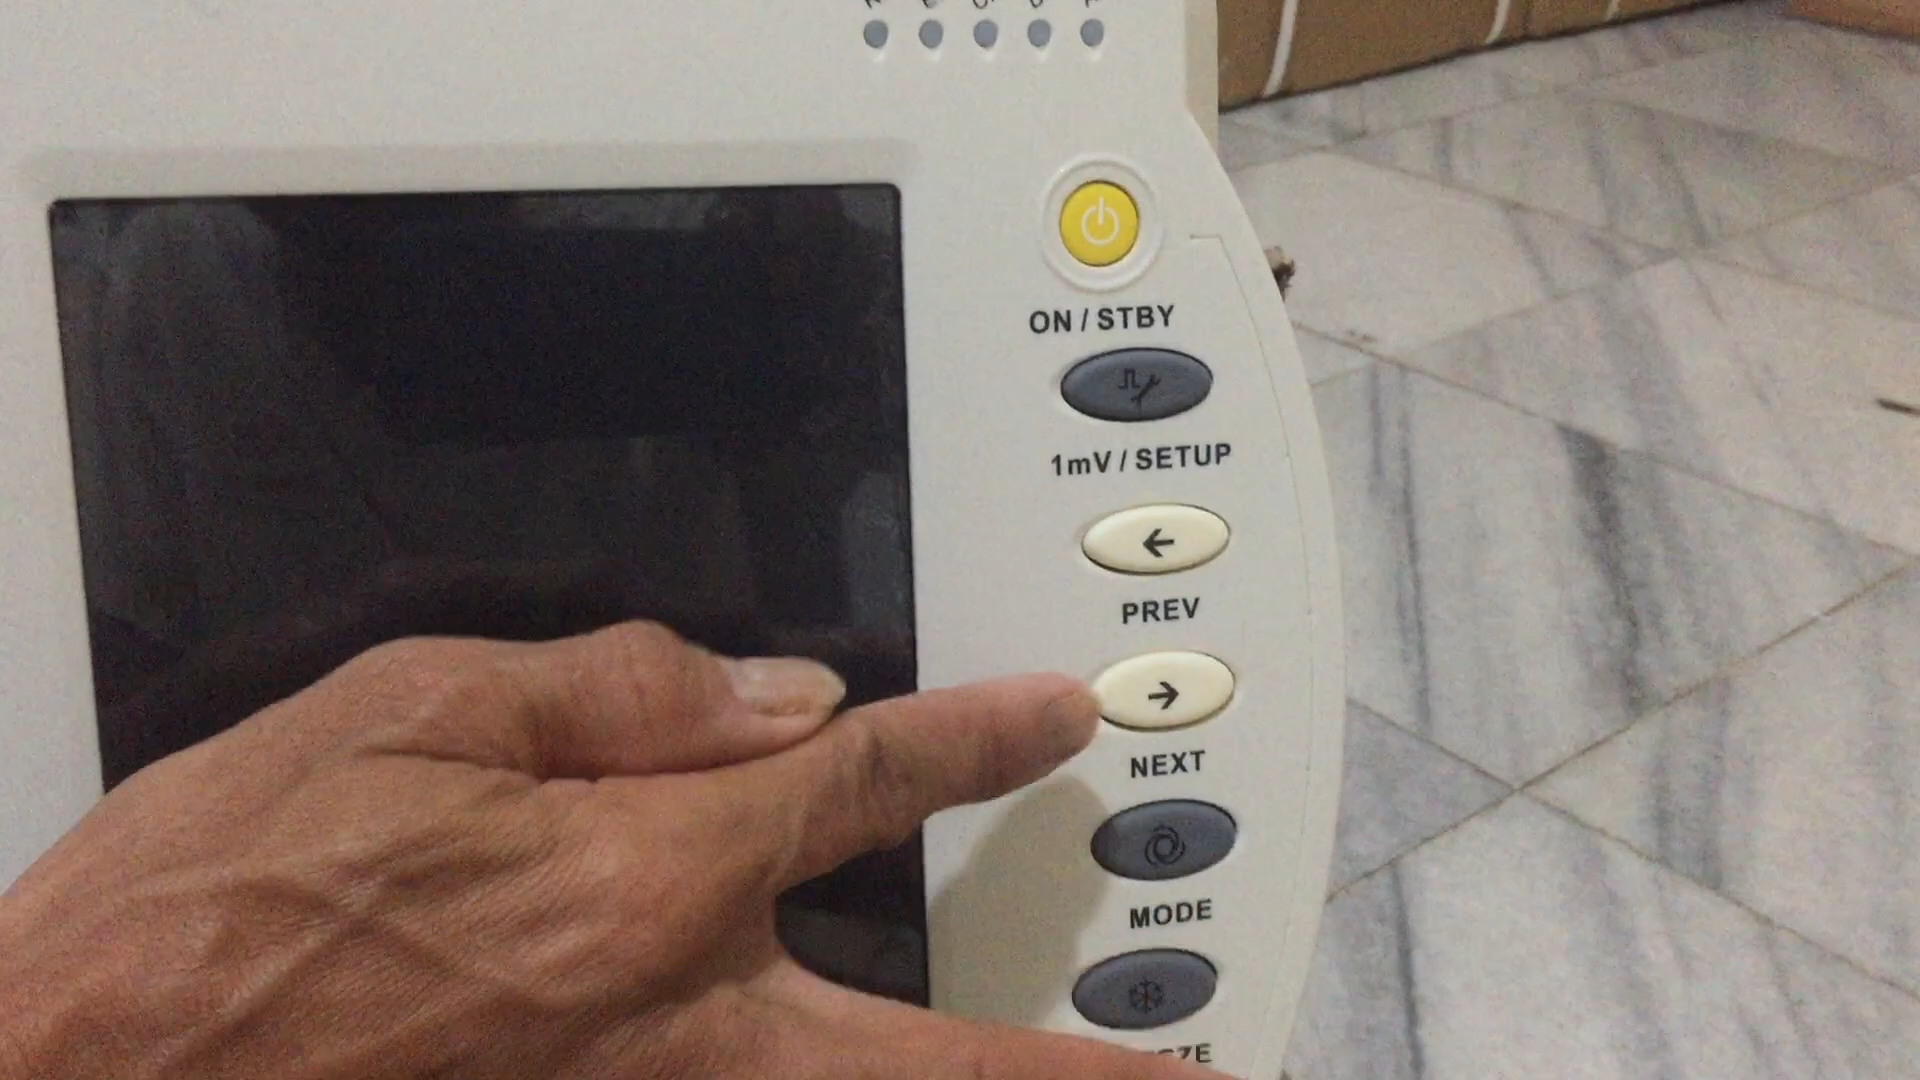 ON / STBY
1mV / SETUP
PREV
NEXT
MODE